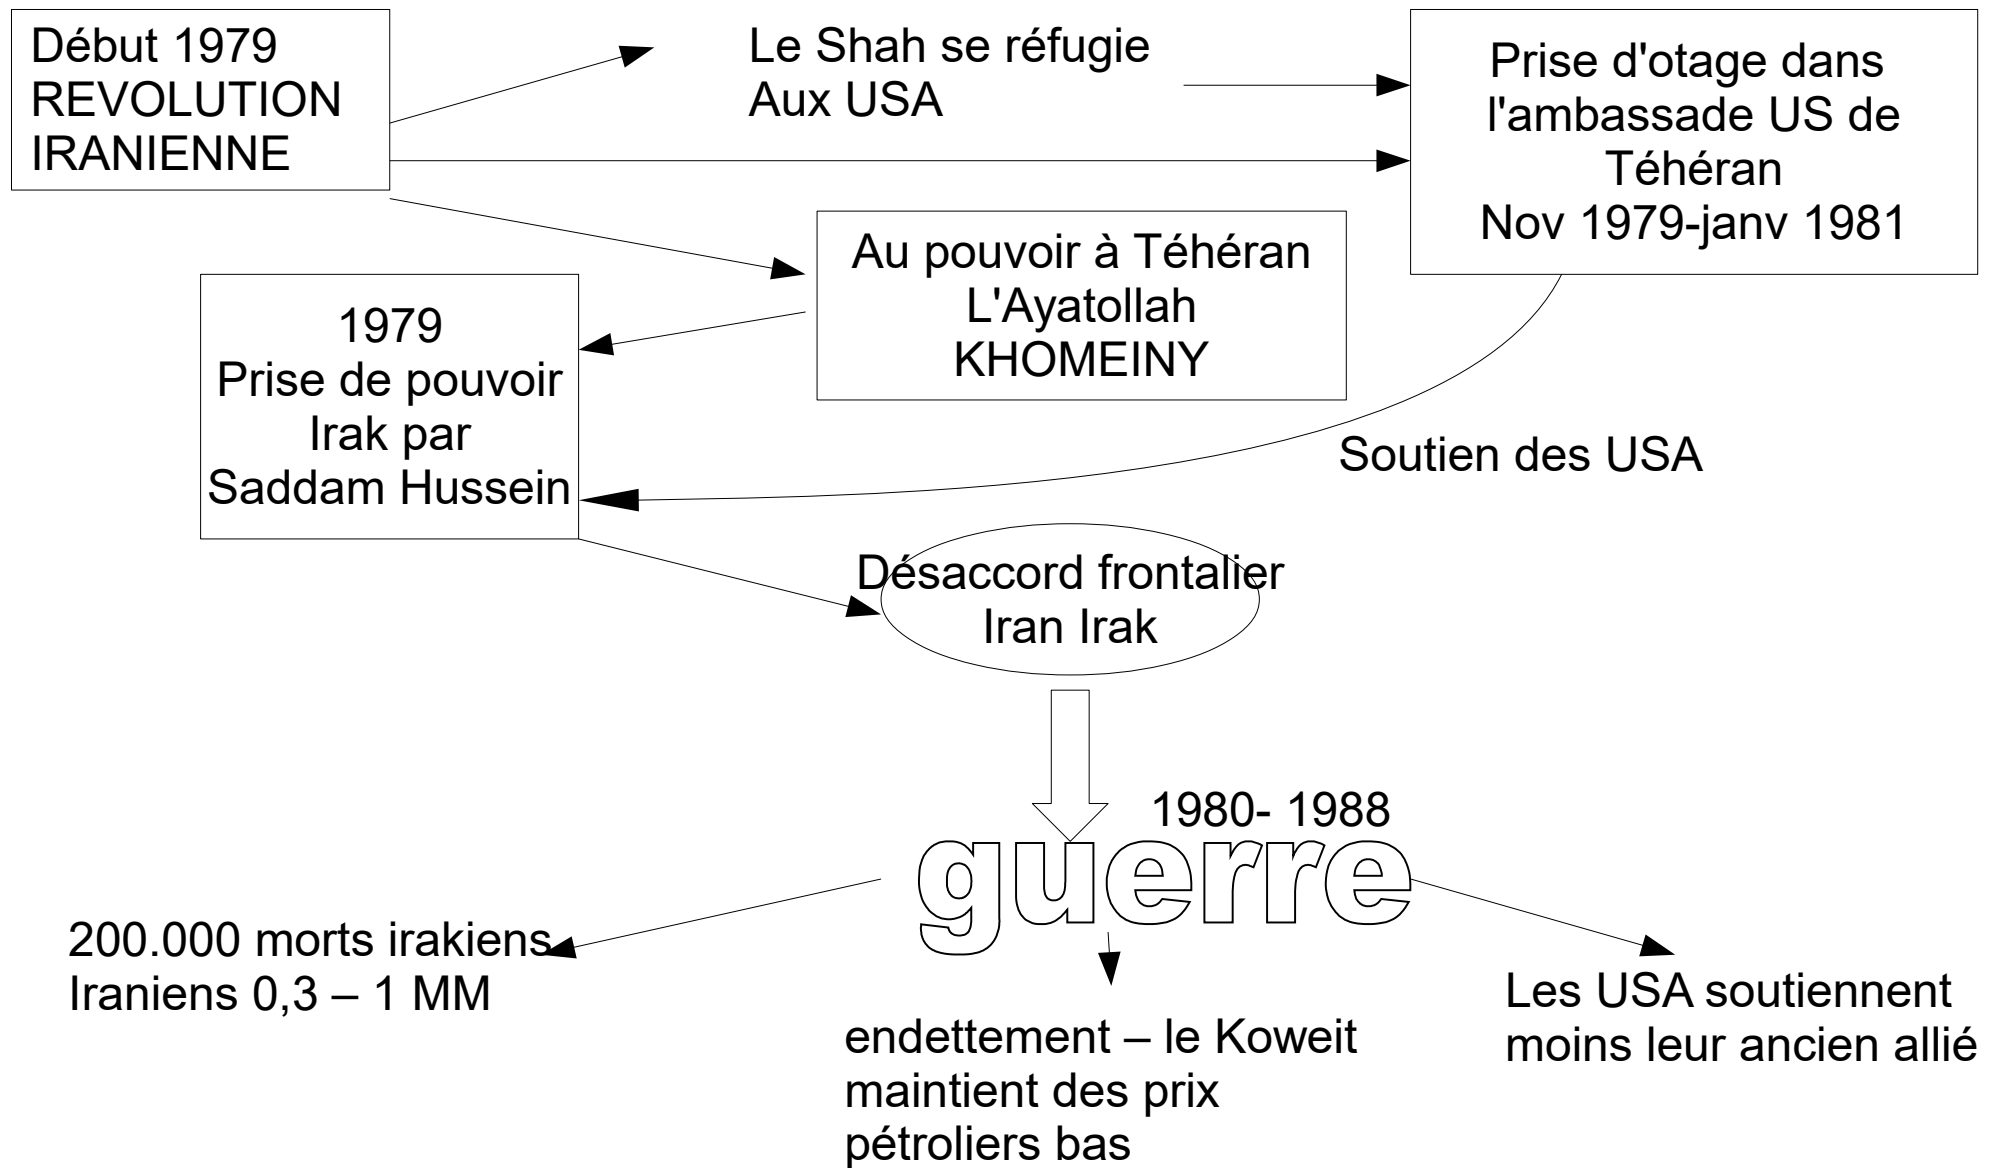 Début 1979
REVOLUTION
IRANIENNE
Le Shah se réfugie
Aux USA
Prise d'otage dans
l'ambassade US de
Téhéran
Nov 1979-janv 1981
Au pouvoir à Téhéran
L'Ayatollah
KHOMEINY
1979
Prise de pouvoir
Irak par
Saddam Hussein
Soutien des USA
Désaccord frontalier
Iran Irak
1980- 1988
guerre
200.000 morts irakiens
Iraniens 0,3 – 1 MM
endettement – le Koweit
maintient des prix
pétroliers bas
Les USA soutiennent
moins leur ancien allié